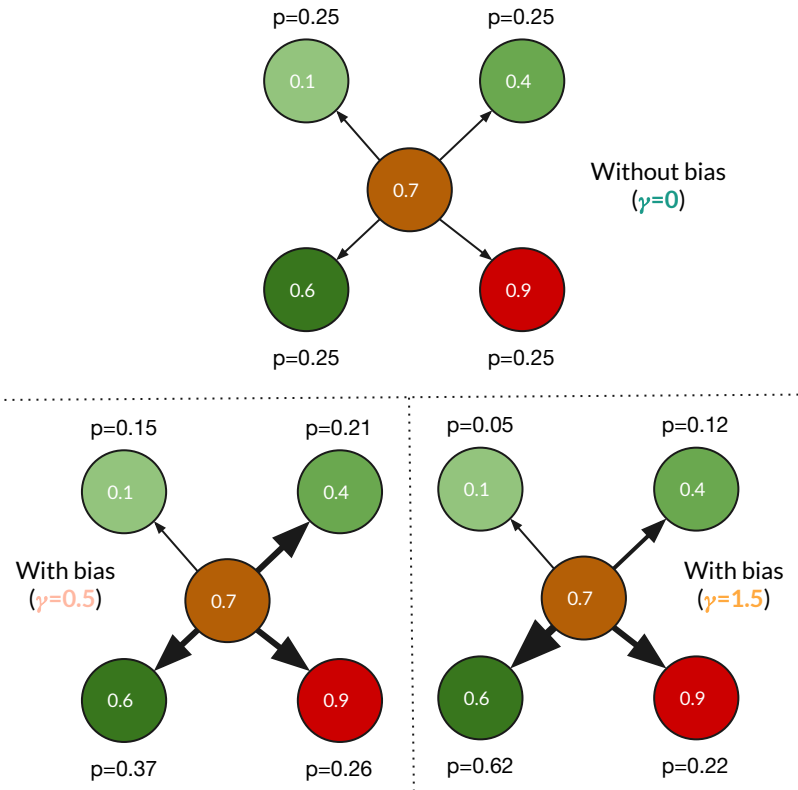 p=0.25
p=0.25
0.1
0.4
Without bias
(γ=0)
0.7
0.6
0.9
p=0.25
p=0.25
p=0.15
p=0.21
0.1
0.4
With bias
(γ=0.5)
0.7
0.6
0.9
p=0.37
p=0.26
p=0.05
p=0.12
0.1
0.4
With bias
(γ=1.5)
0.7
0.6
0.9
p=0.62
p=0.22